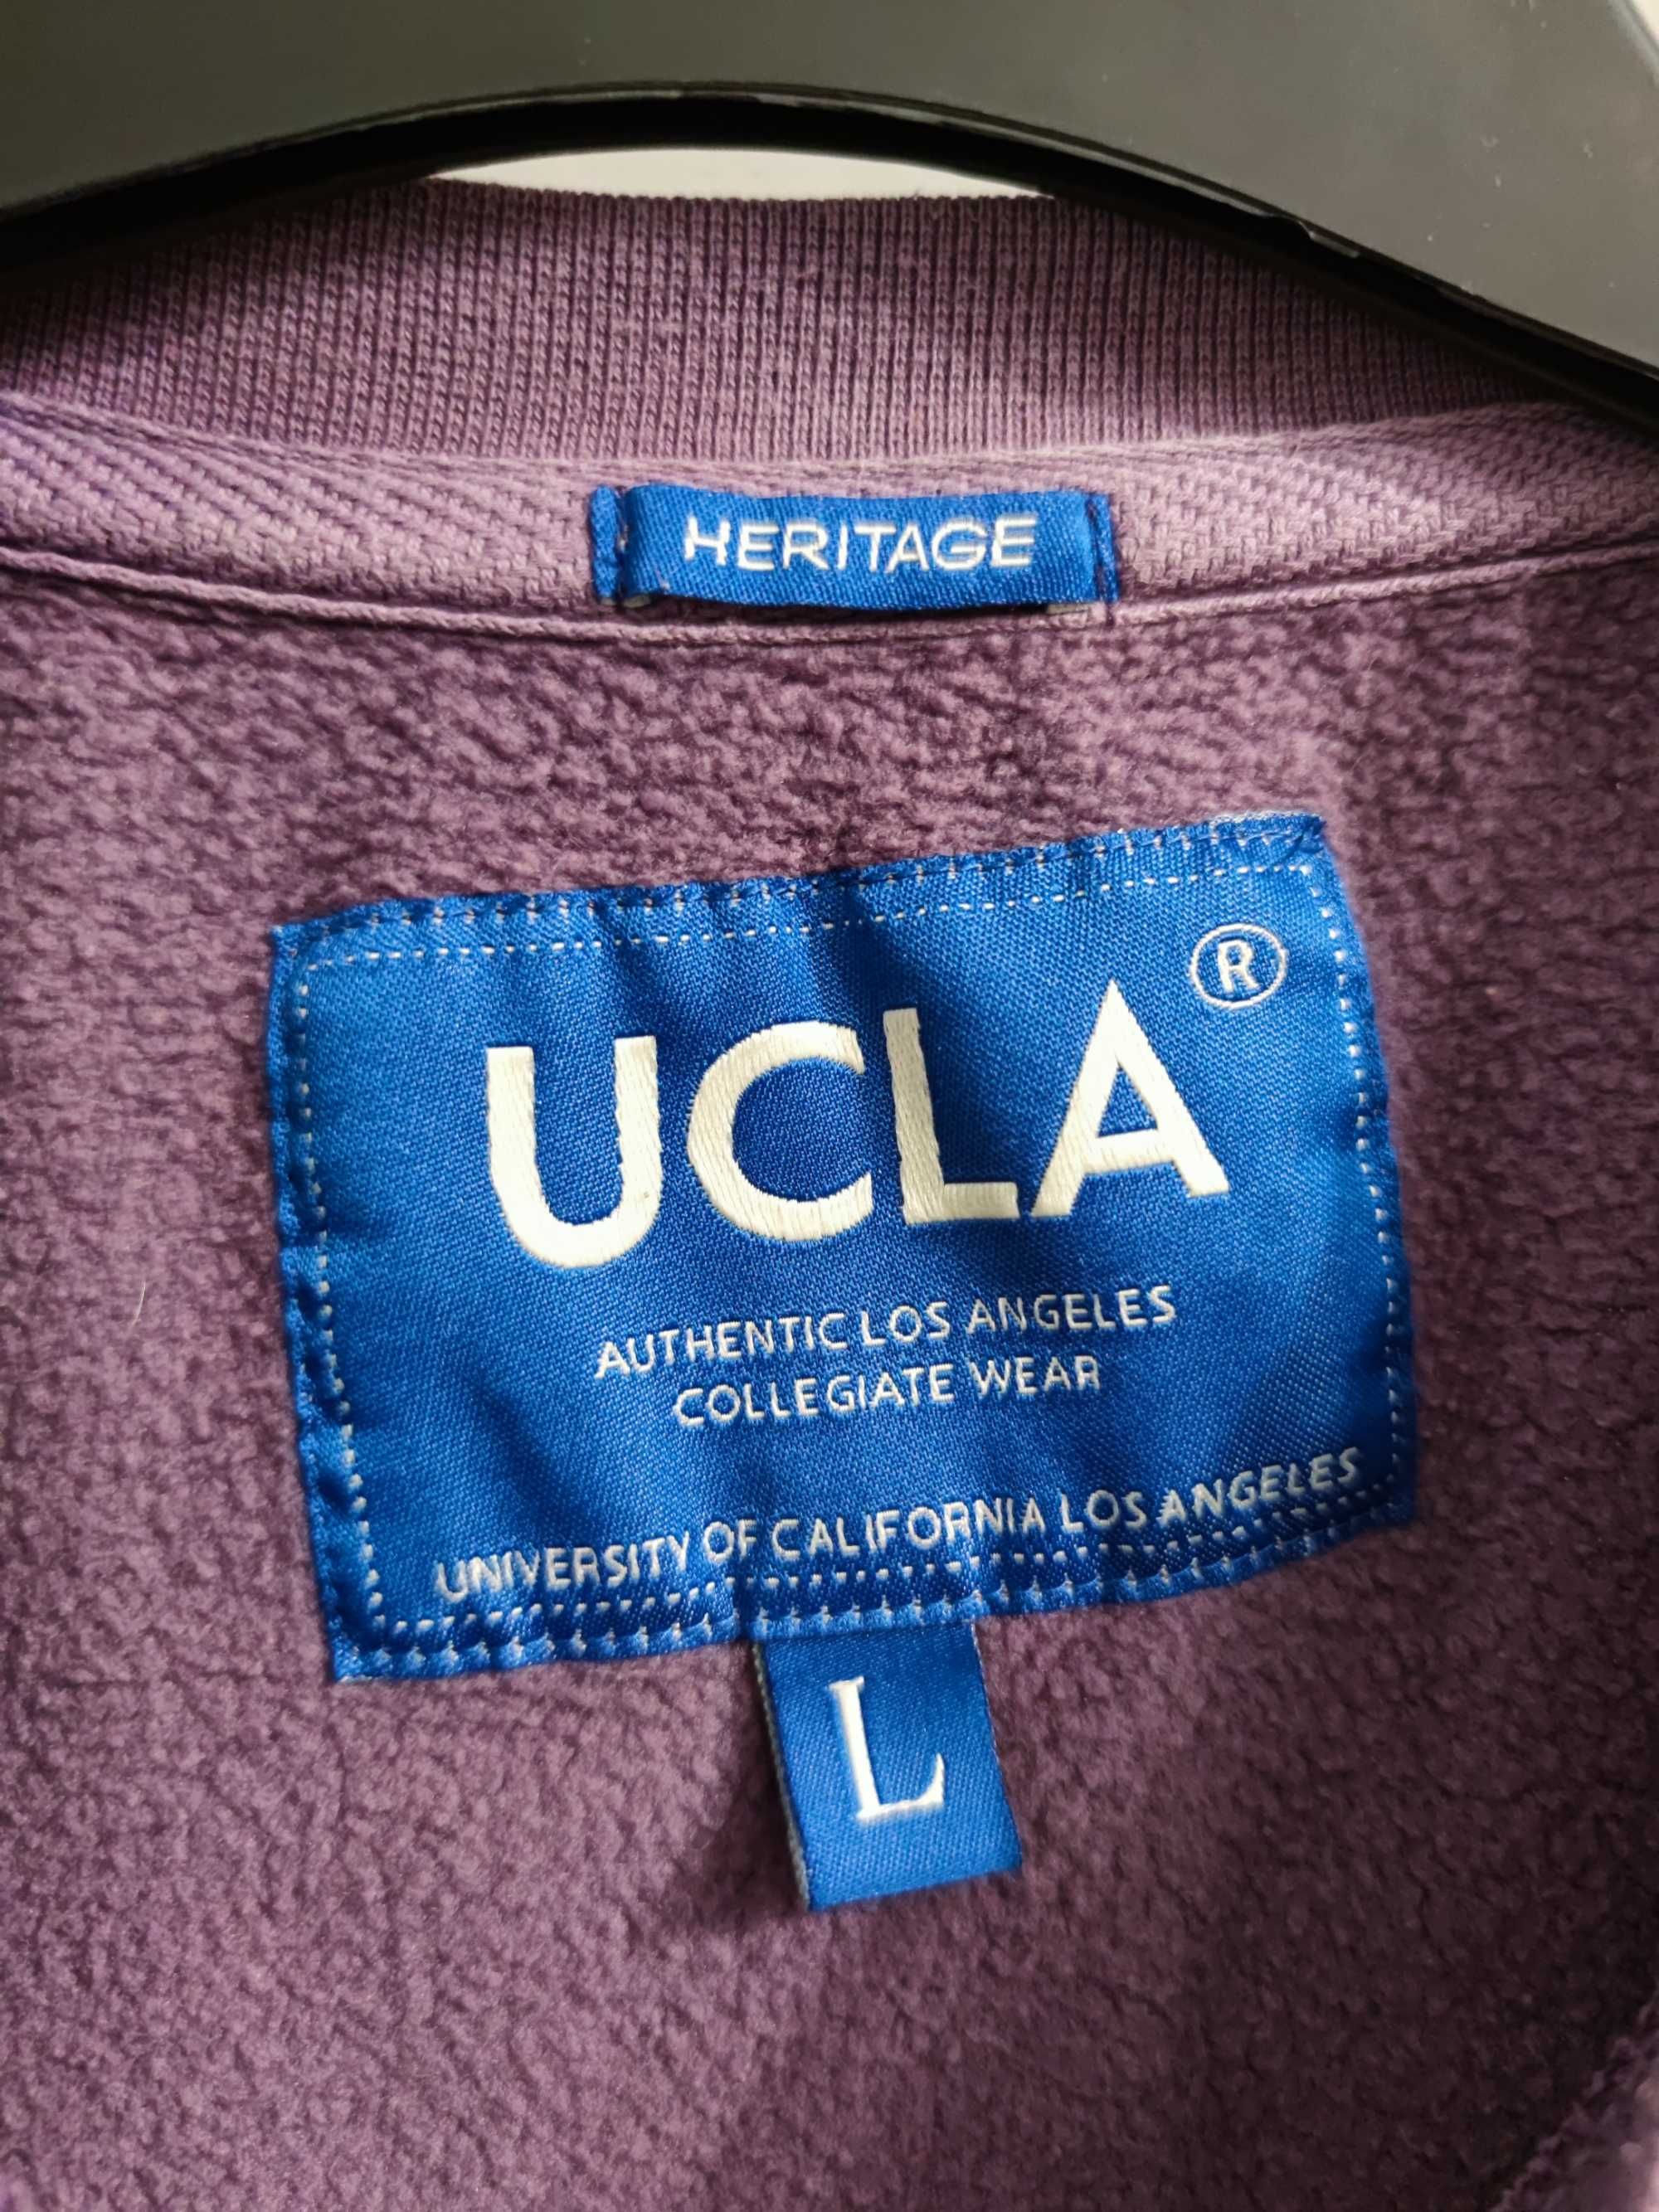 HERITAGE
UCLA®
AUTHENTIC LOS ANGELES
COLLEGIATE WEAR
UNIVERSITY OF CALIFORNIA LOS ANGELES
L